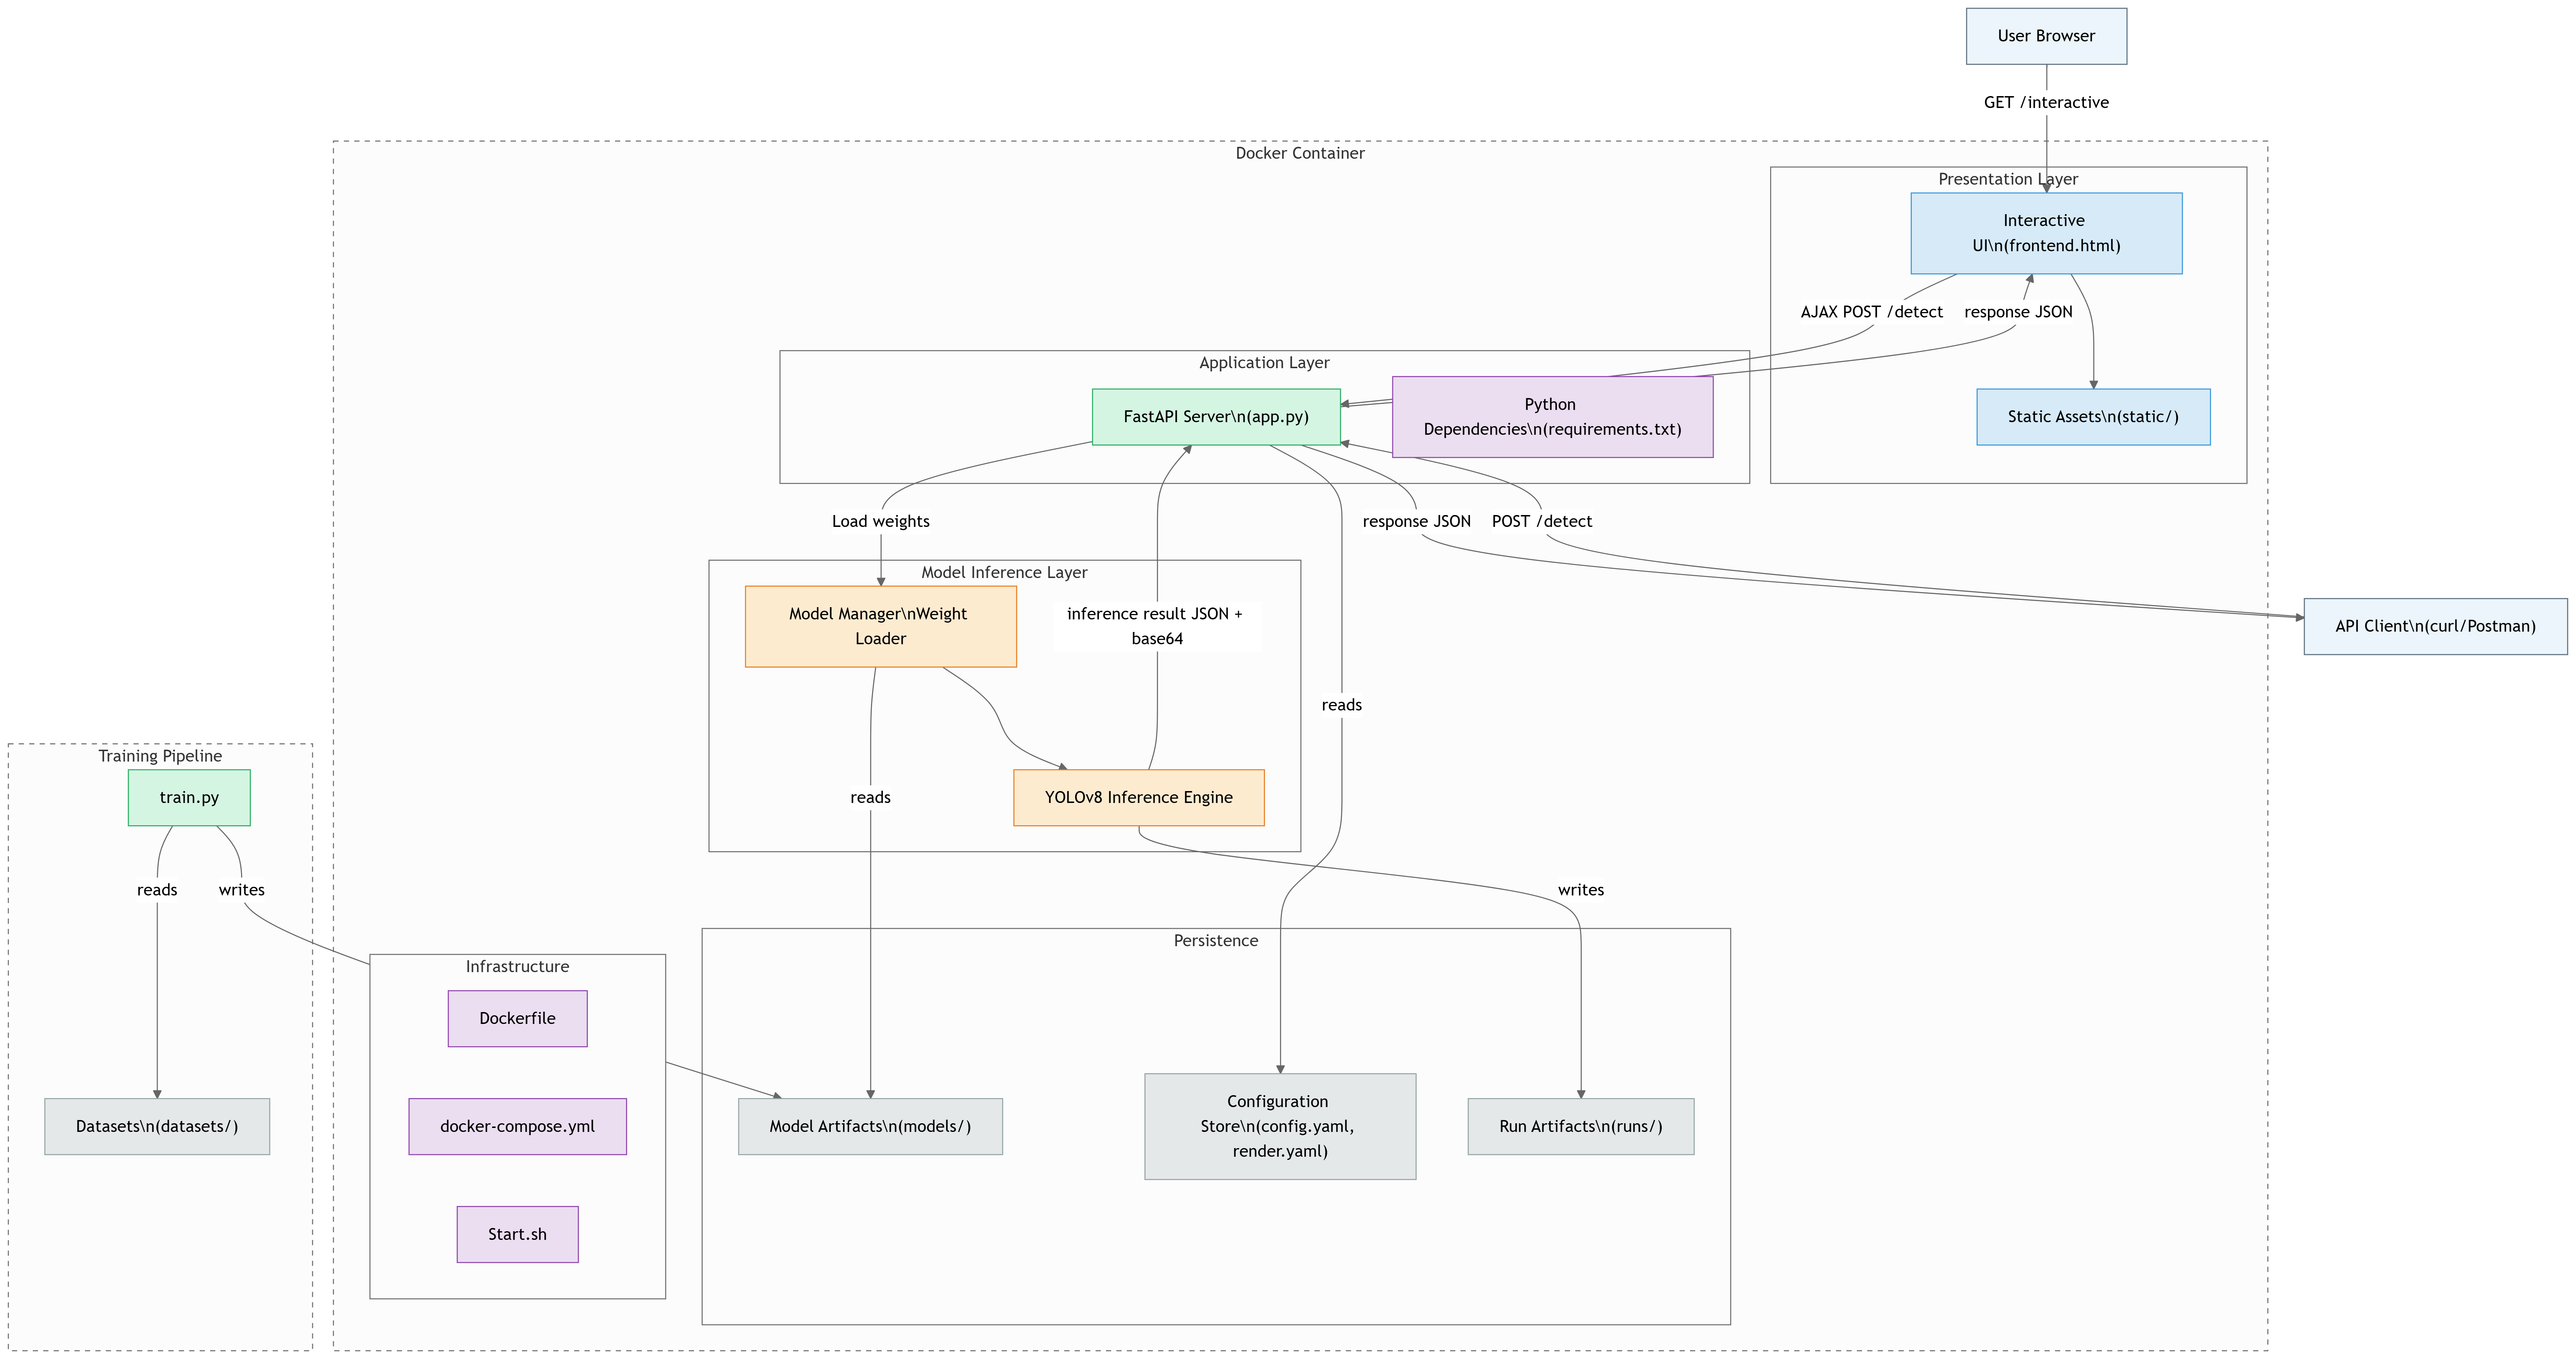 User Browser
GET /interactive
Docker Container
Presentation Layer
Interactive
UI\n(frontend.html)
AJAX POST /detect
response JSON
Application Layer
FastAPI Server\n(app.py)
Python
Dependencies\n(requirements.txt)
Static Assets\n(static/)
Load weights
response JSON
POST /detect
Model Inference Layer
Model Manager\nWeight
Loader
inference result JSON +
base64
API Client\n(curl/Postman)
reads
Training Pipeline
train.py
reads
YOLOv8 Inference Engine
reads
writes
writes
Persistence
Infrastructure
Dockerfile
Datasets\n(datasets/)
docker-compose.yml
Model Artifacts\n(models/)
Configuration
Store\n(config.yaml,
render.yaml)
Run Artifacts\n(runs/)
Start.sh